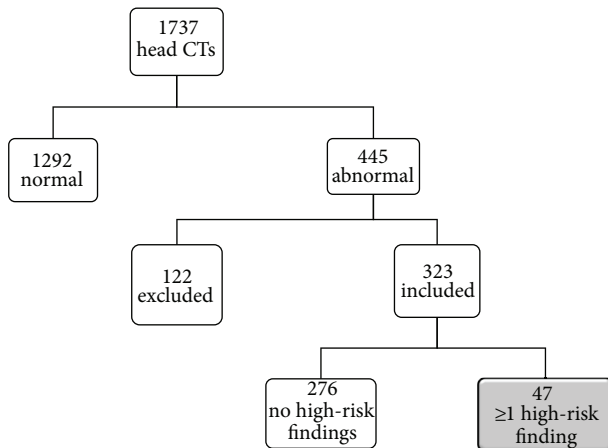 1737
head CTs
1292
normal
445
abnormal
122
excluded
323
included
276
no high-risk
findings
47
≥1 high-risk
finding